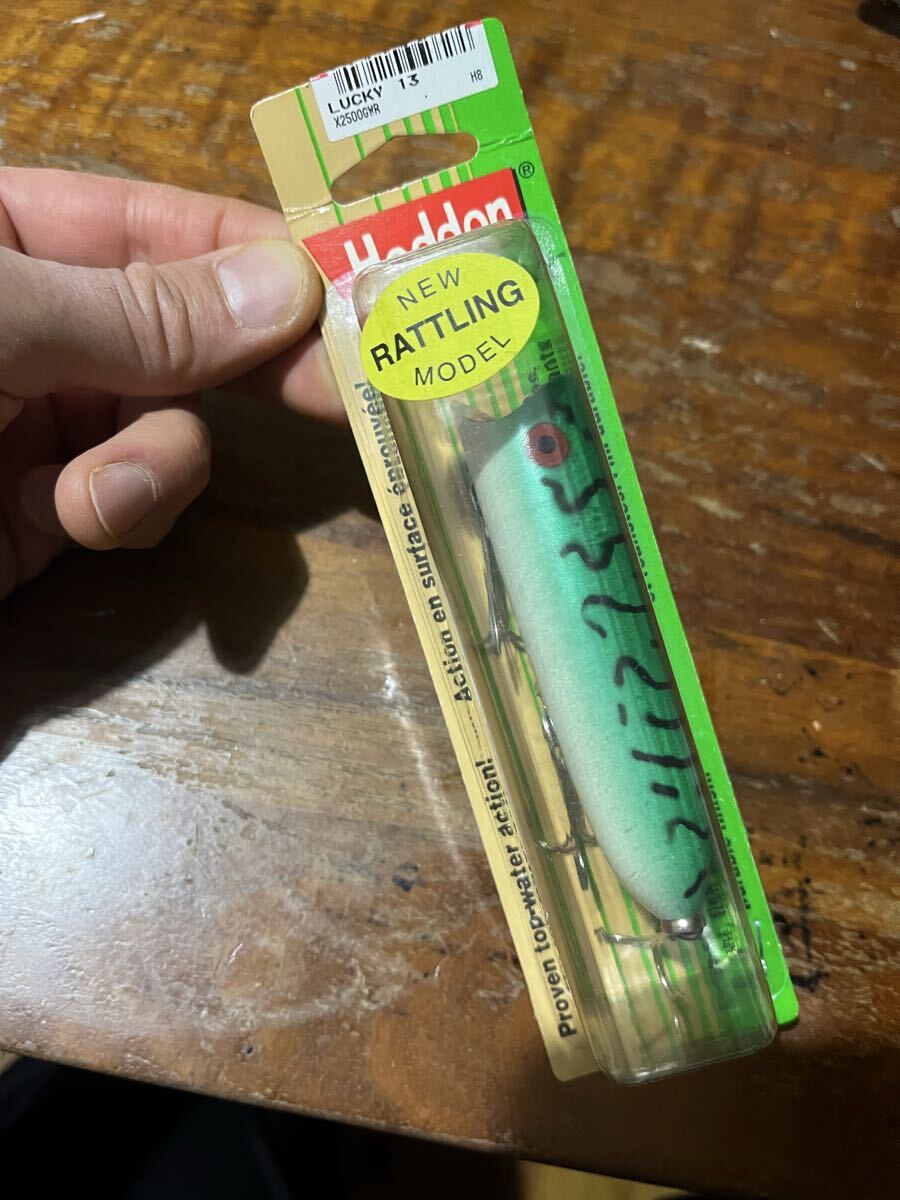 LUCKY 13
X2500GWR
H8
®
Heddon
NEW
RATTLING
MODEL
Action en surface éprouvée!
Proven top-water action!